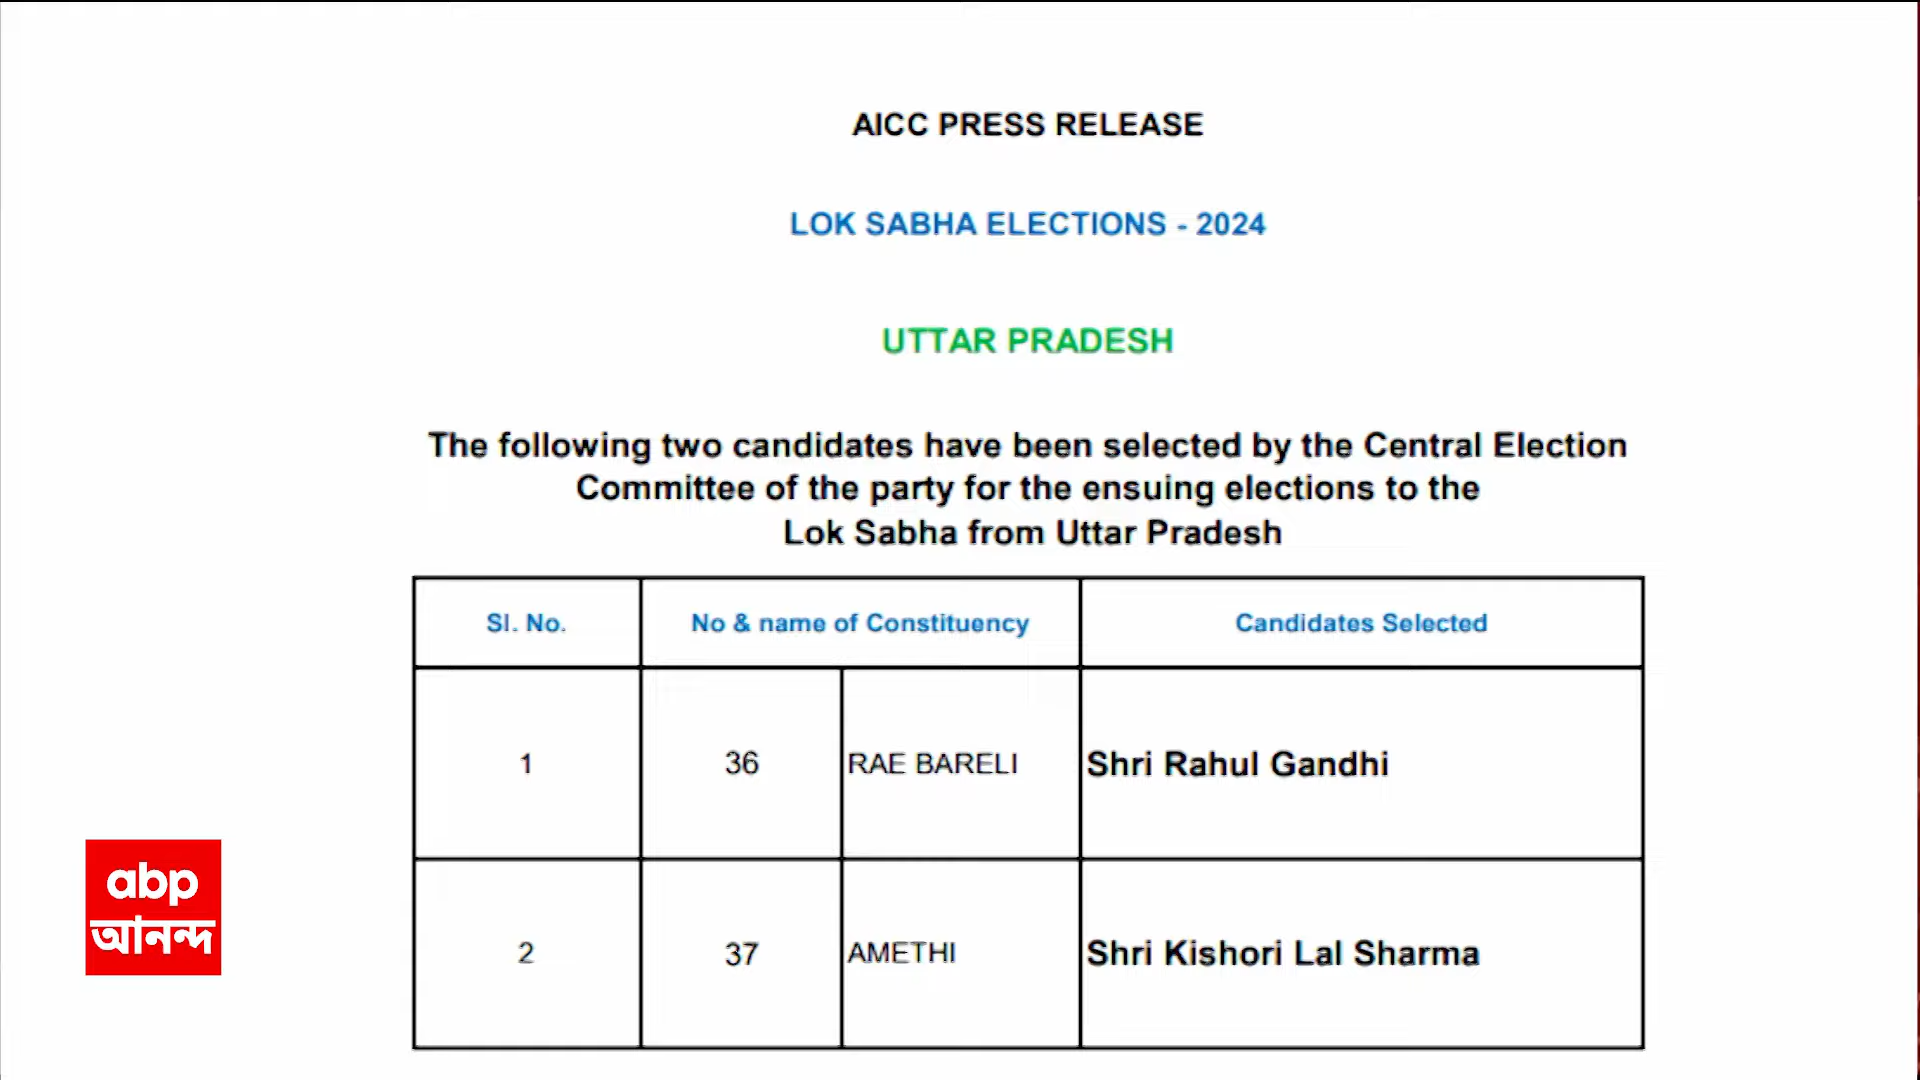 AICC PRESS RELEASE
LOK SABHA ELECTIONS - 2024
UTTAR PRADESH
The following two candidates have been selected by the Central Election
Committee of the party for the ensuing elections to the
Lok Sabha from Uttar Pradesh
Sl. No. No & name of Constituency Candidates Selected
1 36 RAE BARELI Shri Rahul Gandhi
2 37 AMETHI Shri Kishori Lal Sharma
abp
আনন্দ